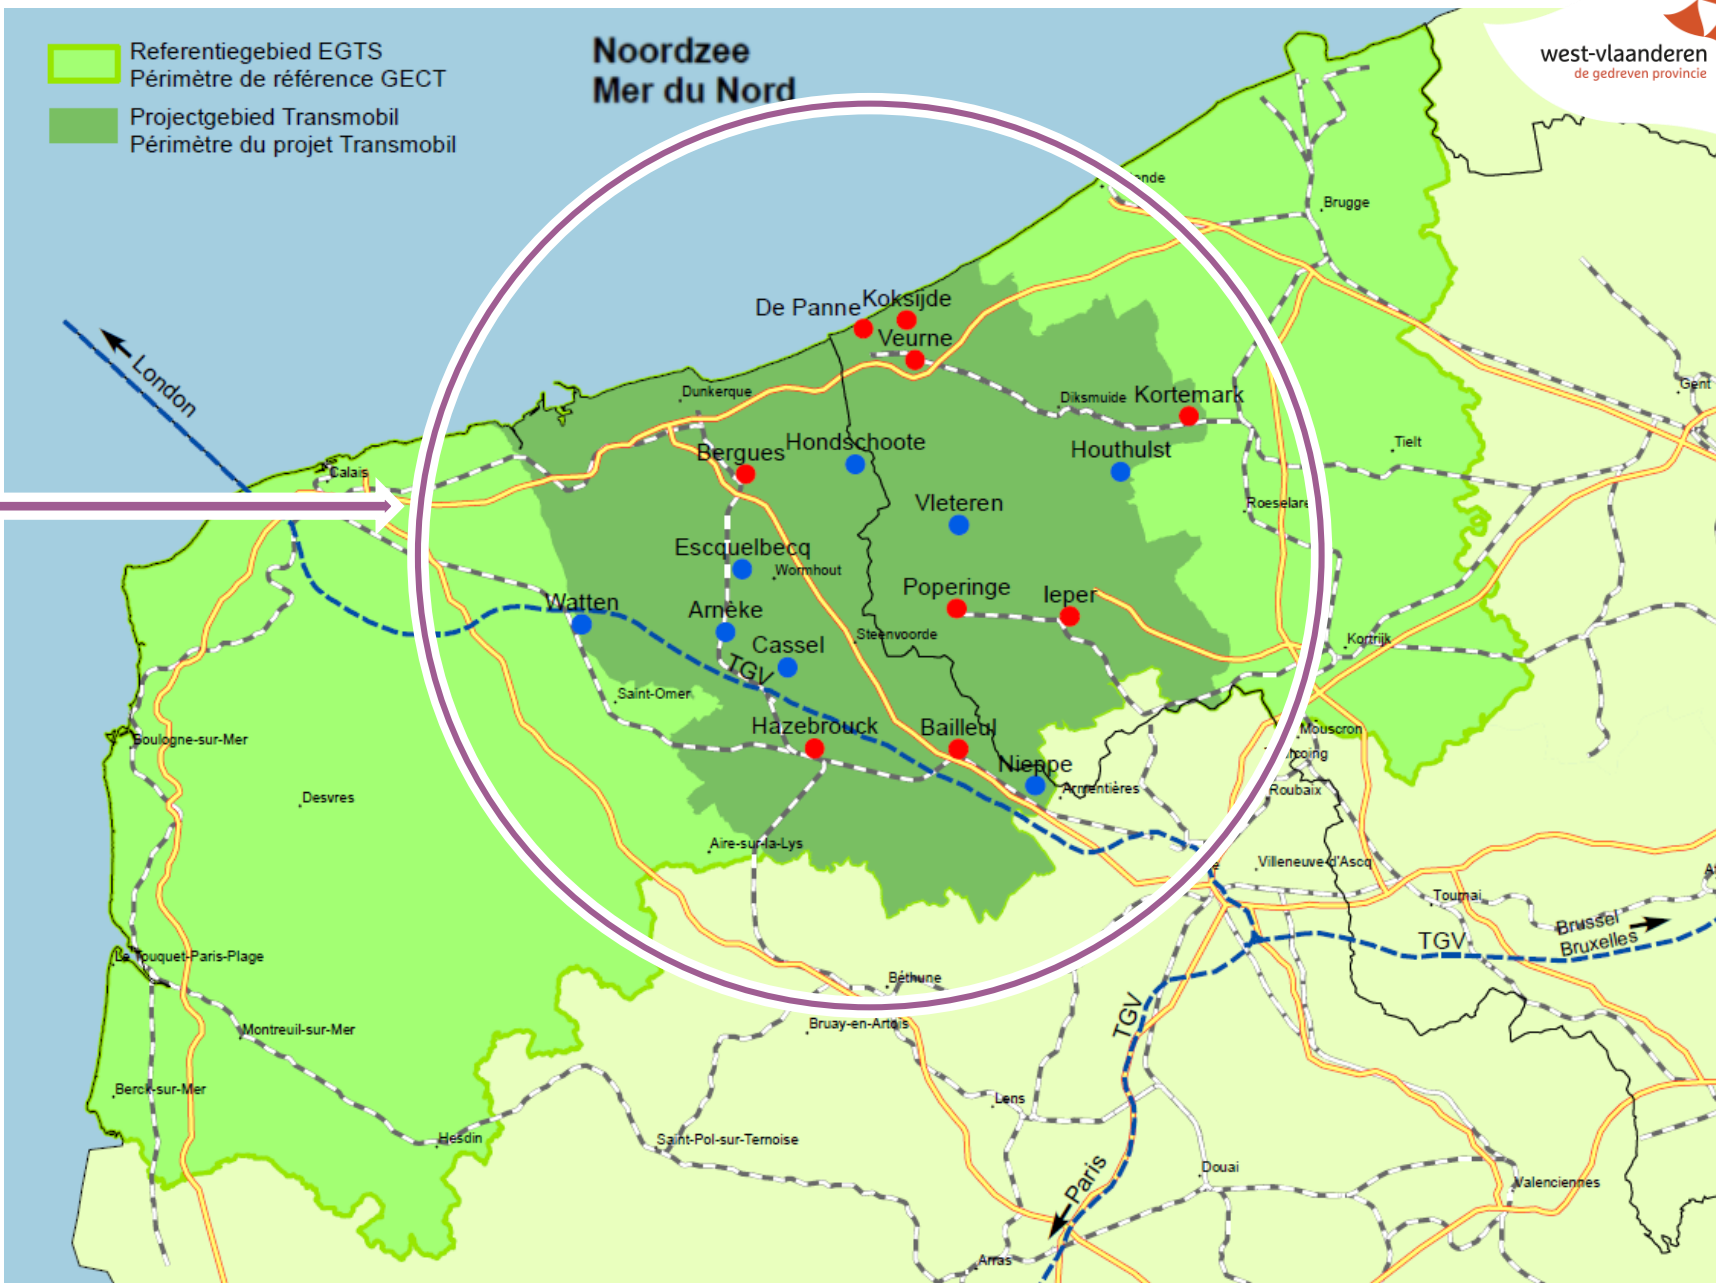 Referentiegebied EGTS
Périmètre de référence GECT
Projectgebied Transmobil
Périmètre du projet Transmobil
Noordzee
Mer du Nord
west-vlaanderen
de gedreven provincie
Brugge
De Panne
Koksijde
Veurne
London
Dunkerque
Diksmuide
Kortemark
Gent
Calais
Bergues
Hondschoote
Houthulst
Tielt
Vleteren
Roeselare
Escquelbecq
Wormhout
Watten
Arneke
Poperinge
Ieper
Steenvoorde
Kortrijk
Cassel
TGV
Saint-Omer
Boulogne-sur-Mer
Hazebrouck
Bailleul
Mouscron
Nieppe
Armentières
Roubaix
Desvres
Aire-sur-la-Lys
Villeneuve-d'Ascq
Tournai
Brussel
Bruxelles
TGV
Le Touquet-Paris-Plage
Béthune
TGV
Bruay-en-Artois
Montreuil-sur-Mer
Berck-sur-Mer
Lens
Hesdin
Saint-Pol-sur-Ternoise
Paris
Douai
Valenciennes
Arras